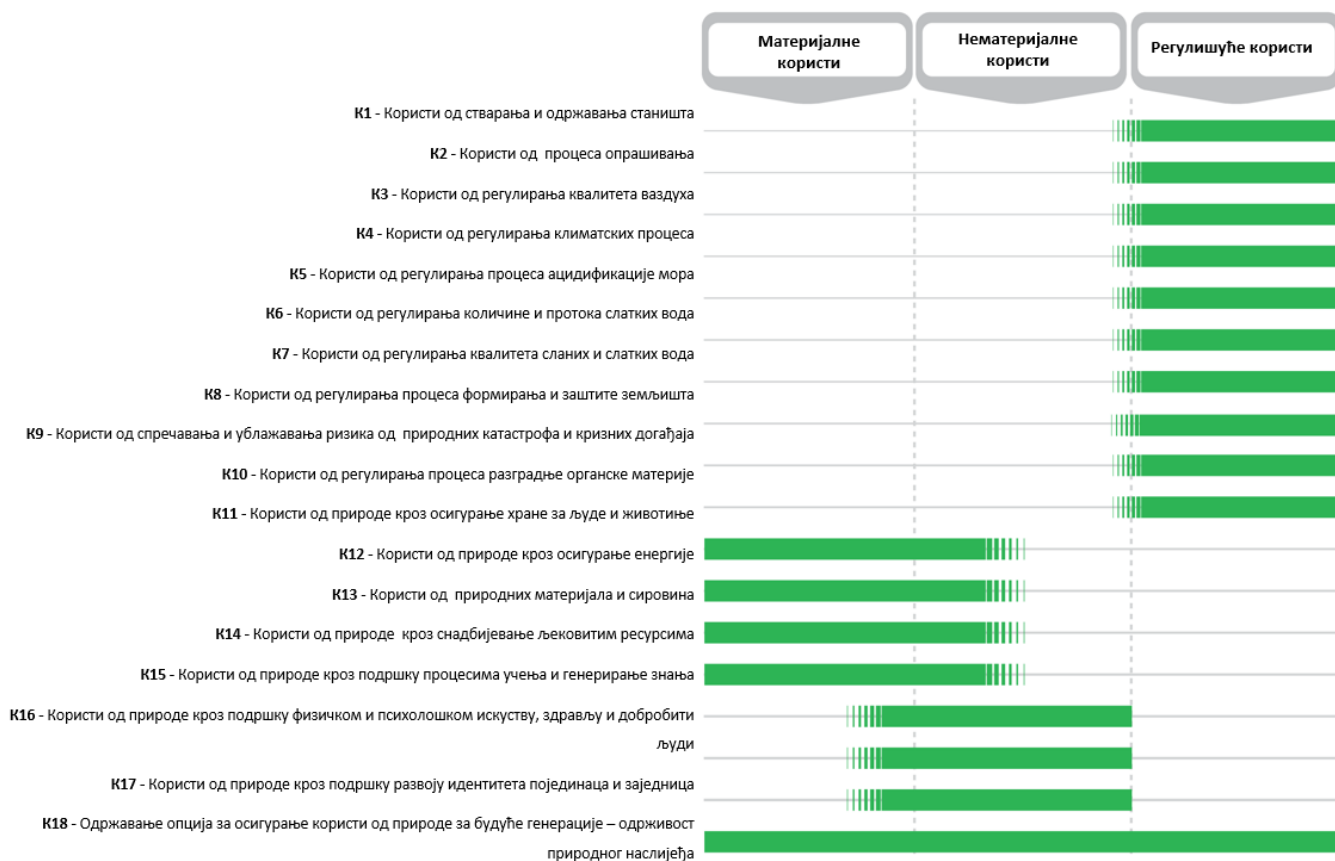 Материјалне
користи
Нематеријалне
користи
Регулишуће користи
К1 - Користи од стварања и одржавања станишта
К2 - Користи од процеса опрашивања
К3 - Користи од регулирања квалитета ваздуха
К4 - Користи од регулирања климатских процеса
К5 - Користи од регулирања процеса ацидификације мора
К6 - Користи од регулирања количине и протока слатких вода
К7 - Користи од регулирања квалитета сланих и слатких вода
К8 - Користи од регулирања процеса формирања и заштите земљишта
К9 - Користи од спречавања и ублажавања ризика од природних катастрофа и кризних догађаја
К10 - Користи од регулирања процеса разградње органске материје
К11 - Користи од природе кроз осигурање хране за људе и животиње
К12 - Користи од природе кроз осигурање енергије
К13 - Користи од природних материјала и сировина
К14 - Користи од природе кроз снадбијевање љековитим ресурсима
К15 - Користи од природе кроз подршку процесима учења и генерирање знања
К16 - Користи од природе кроз подршку физичком и психолошком искуству, здрављу и добробити
људи
К17 - Користи од природе кроз подршку развоју идентитета појединаца и заједница
К18 - Одржавање опција за осигурање користи од природе за будуће генерације – одрживост
природног наслијеђа